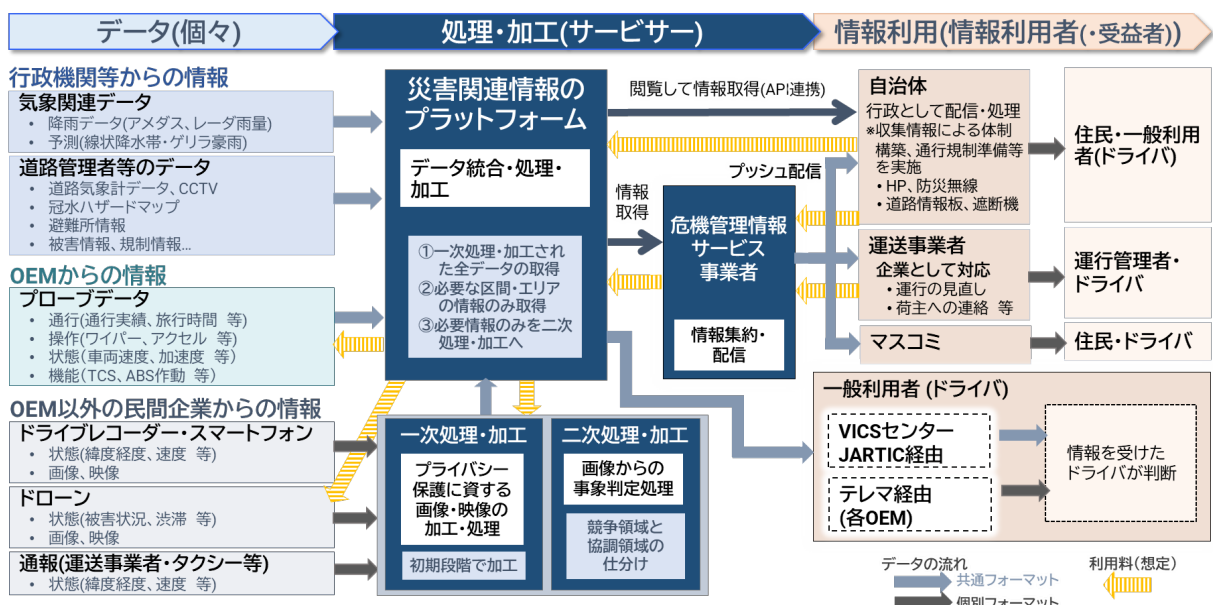 データ(個々)
処理・加工(サービサー)
情報利用(情報利用者(・受益者))
行政機関等からの情報
気象関連データ
• 降雨データ(アメダス、レーダ雨量)
• 予測(線状降水帯・ゲリラ豪雨)
道路管理者等のデータ
• 道路気象計データ、CCTV
• 冠水ハザードマップ
• 避難所情報
• 被害情報、規制情報...
OEMからの情報
プローブデータ
• 通行(通行実績、旅行時間 等)
• 操作(ワイパー、アクセル 等)
• 状態(車両速度、加速度 等)
• 機能(TCS、ABS作動 等)
OEM以外の民間企業からの情報
ドライブレコーダー・スマートフォン
• 状態(緯度経度、速度 等)
• 画像、映像
ドローン
• 状態(被害状況、渋滞 等)
• 画像、映像
通報(運送事業者・タクシー等)
• 状態(緯度経度、速度 等)
災害関連情報の
プラットフォーム
データ統合・処理・
加工
①一次処理・加工され
た全データの取得
②必要な区間・エリア
の情報のみ取得
③必要情報のみを二次
処理・加工へ
一次処理・加工
プライバシー
保護に資する
画像・映像の
加工・処理
初期段階で加工
二次処理・加工
画像からの
事象判定処理
競争領域と
協調領域の
仕分け
閲覧して情報取得(API連携)
プッシュ配信
情報
取得
危機管理情報
サービス
事業者
情報集約・
配信
自治体
行政として配信・処理
※収集情報による体制
構築、通行規制準備等
を実施
• HP、防災無線
• 道路情報板、遮断機
運送事業者
企業として対応
• 運行の見直し
• 荷主への連絡 等
マスコミ
住民・一般利用
者(ドライバ)
運行管理者・
ドライバ
住民・ドライバ
一般利用者 (ドライバ)
VICSセンター
JARTIC経由
テレマ経由
(各OEM)
情報を受けた
ドライバが判断
データの流れ
共通フォーマット
個別フォーマット
利用料(想定)